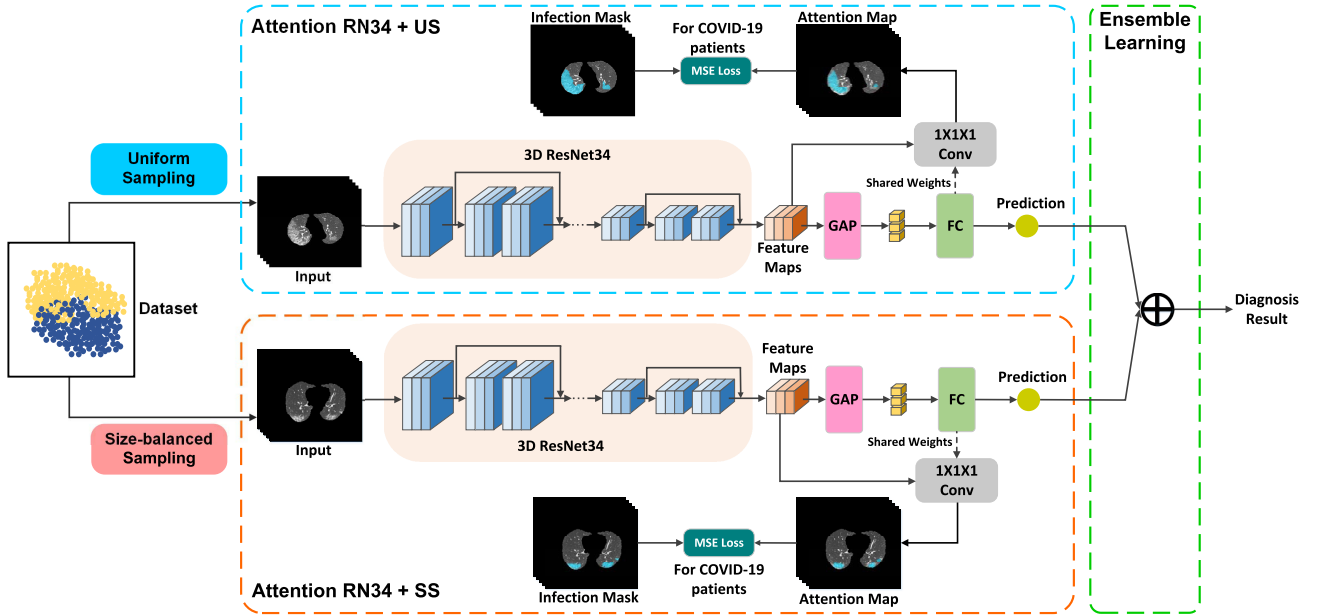 Attention RN34 + US
Infection Mask
For COVID-19
patients
MSE Loss
Attention Map
Ensemble
Learning
Uniform
Sampling
3D ResNet34
1X1X1
Conv
Shared Weights
Input
Feature
Maps
GAP
FC
Prediction
Dataset
Diagnosis
Result
Size-balanced
Sampling
Input
3D ResNet34
Feature
Maps
GAP
FC
Prediction
Shared Weights
1X1X1
Conv
MSE Loss
For COVID-19
patients
Infection Mask
Attention Map
Attention RN34 + SS